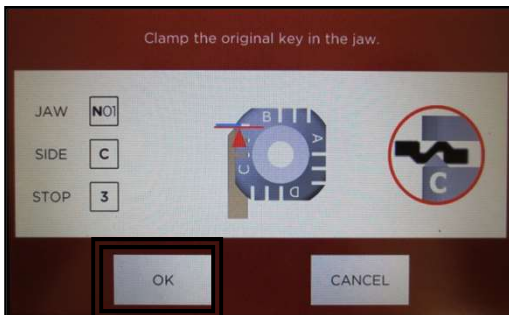 Clamp the original key in the jaw.
JAW N01
SIDE C
STOP 3
B
A
C
D
C
OK
CANCEL